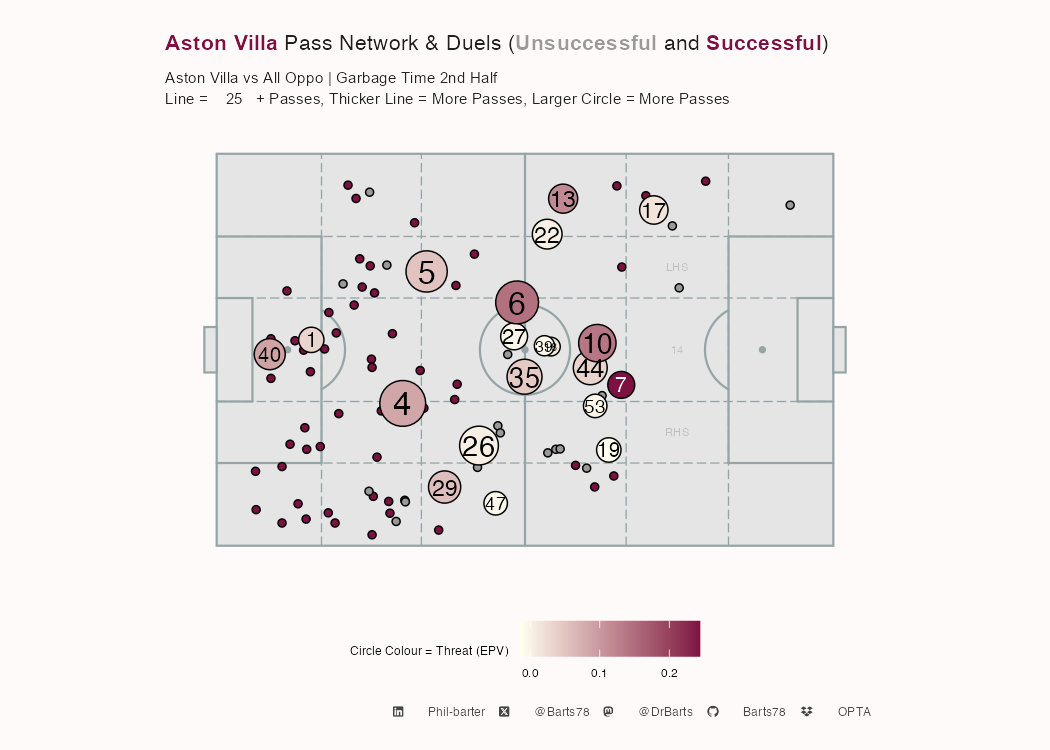 Aston Villa Pass Network & Duels (Unsuccessful and Successful)
Aston Villa vs All Oppo | Garbage Time 2nd Half
Line = 25 + Passes, Thicker Line = More Passes, Larger Circle = More Passes
13
17
22
5
LHS
6
27
39
1
40
10
14
35
44
7
4
53
RHS
26
19
29
47
Circle Colour = Threat (EPV)
0.0 0.1 0.2
Phil-barter @Barts78 @DrBarts Barts78 OPTA